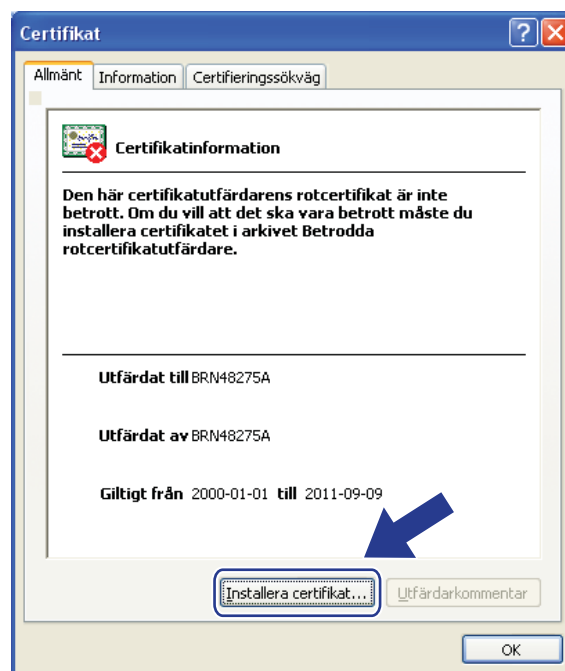 Certifikat
Allmänt Information Certifieringssökväg
Certifikatinformation
Den här certifikatutfärdarens rotcertifikat är inte
betrott. Om du vill att det ska vara betrott måste du
installera certifikatet i arkivet Betrodda
rotcertifikatutfärdare.
Utfärdat till BRN48275A
Utfärdat av BRN48275A
Giltigt från 2000-01-01 till 2011-09-09
Installera certifikat... Utfärdarkommentar
OK